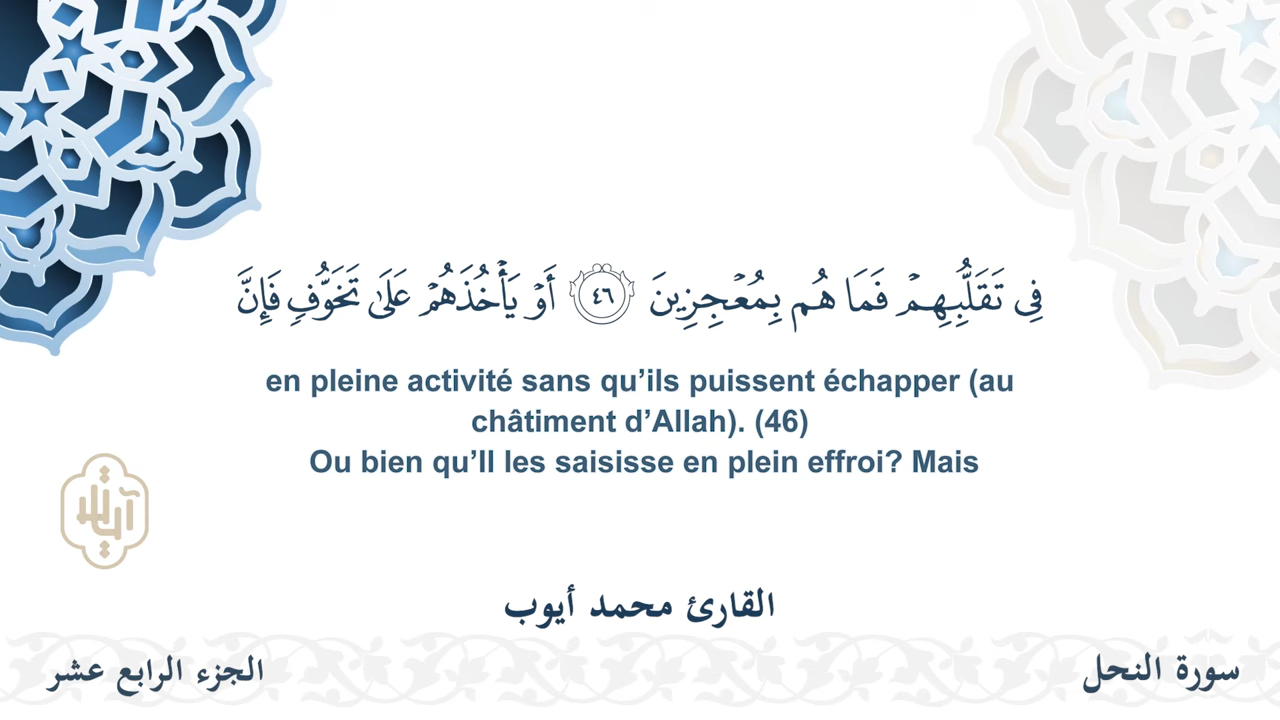 فِي تَقَلُّبِهِمْ فَمَا هُم بِمُعْجِزِينَ ٤٦ أَوْ يَأْخُذَهُمْ عَلَىٰ تَخَوُّفٍ فَإِنَّ
en pleine activité sans qu’ils puissent échapper (au
châtiment d’Allah). (46)
Ou bien qu’Il les saisisse en plein effroi? Mais
آيات
القارئ محمد أيوب
سورة النحل
الجزء الرابع عشر